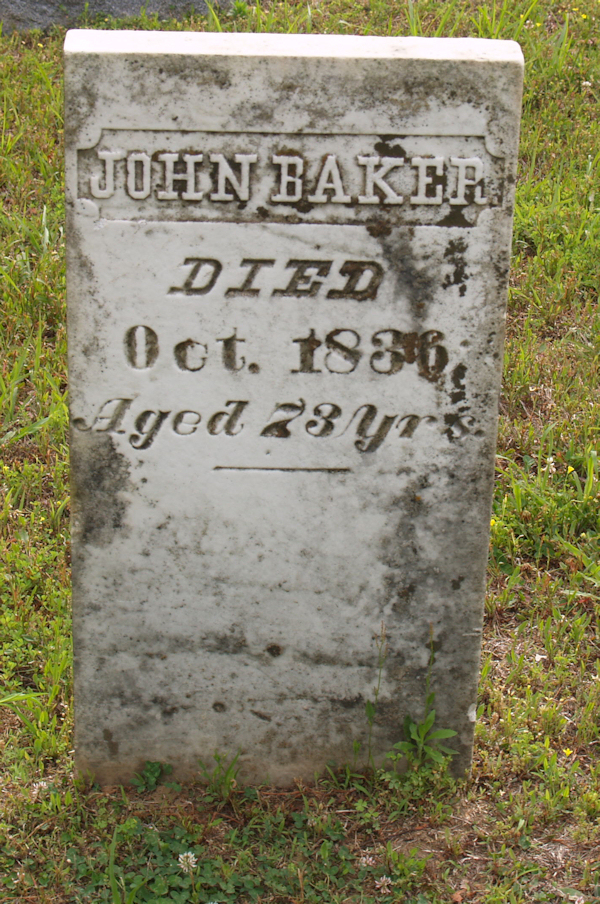 JOHN BAKER
DIED
Oct. 1836
Aged 73 Yrs.